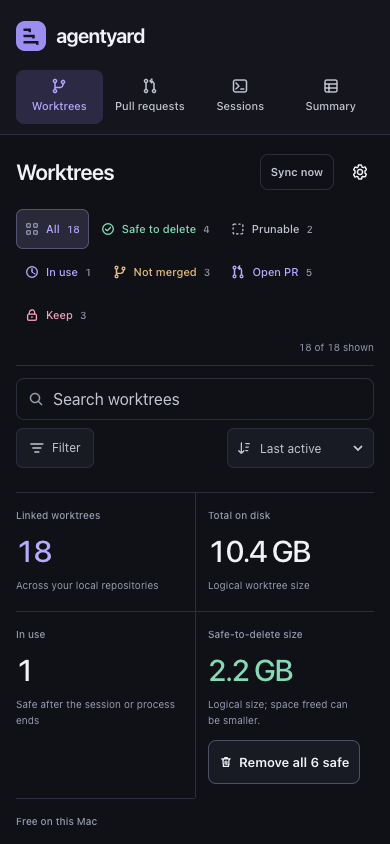 agentyard
Worktrees
Pull requests
Sessions
Summary
Worktrees
Sync now
All 18
Safe to delete 4
Prunable 2
In use 1
Not merged 3
Open PR 5
Keep 3
18 of 18 shown
Search worktrees
Filter
Last active
Linked worktrees
18
Across your local repositories
Total on disk
10.4 GB
Logical worktree size
In use
1
Safe after the session or process
ends
Safe-to-delete size
2.2 GB
Logical size; space freed can
be smaller.
Remove all 6 safe
Free on this Mac